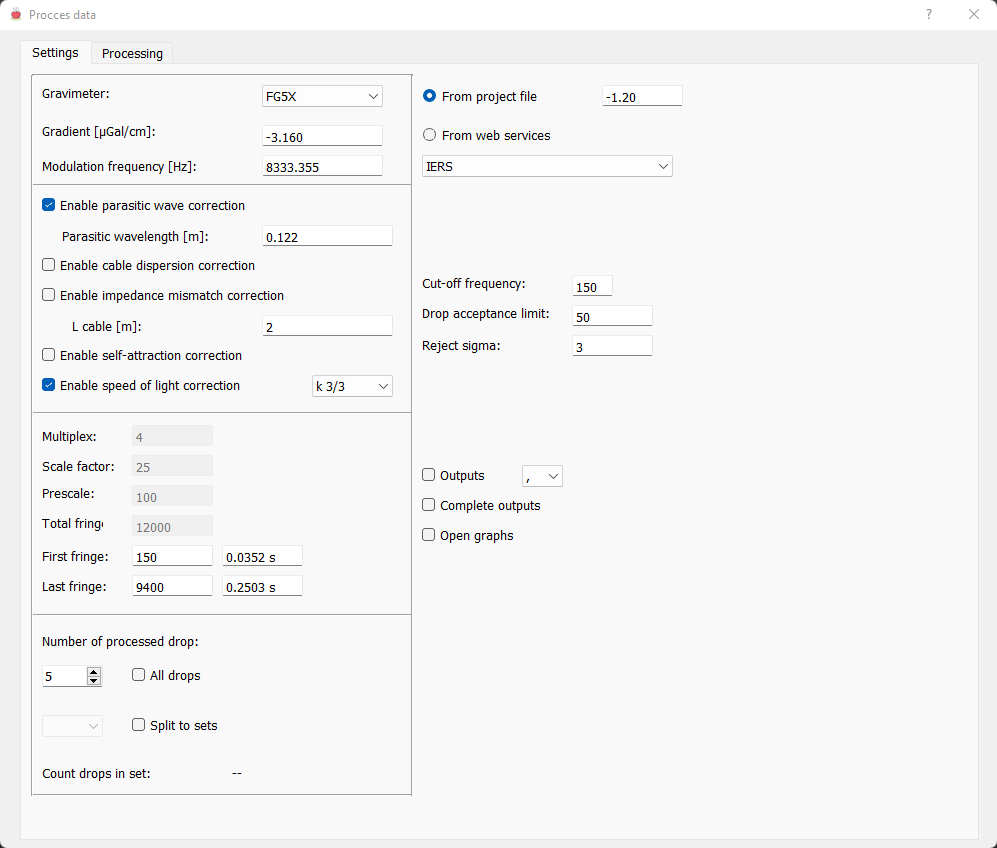 Procces data
?
Settings
Processing
Gravimeter:
FG5X
Gradient [µGal/cm]:
-3.160
Modulation frequency [Hz]:
8333.355
Enable parasitic wave correction
Parasitic wavelength [m]:
0.122
Enable cable dispersion correction
Enable impedance mismatch correction
L cable [m]:
2
Enable self-attraction correction
Enable speed of light correction
k 3/3
Multiplex:
4
Scale factor:
25
Prescale:
100
Total fringe
12000
First fringe:
150
0.0352 s
Last fringe:
9400
0.2503 s
Number of processed drop:
5
All drops
Split to sets
Count drops in set:
--
From project file
-1.20
From web services
IERS
Cut-off frequency:
150
Drop acceptance limit:
50
Reject sigma:
3
Outputs
,
Complete outputs
Open graphs